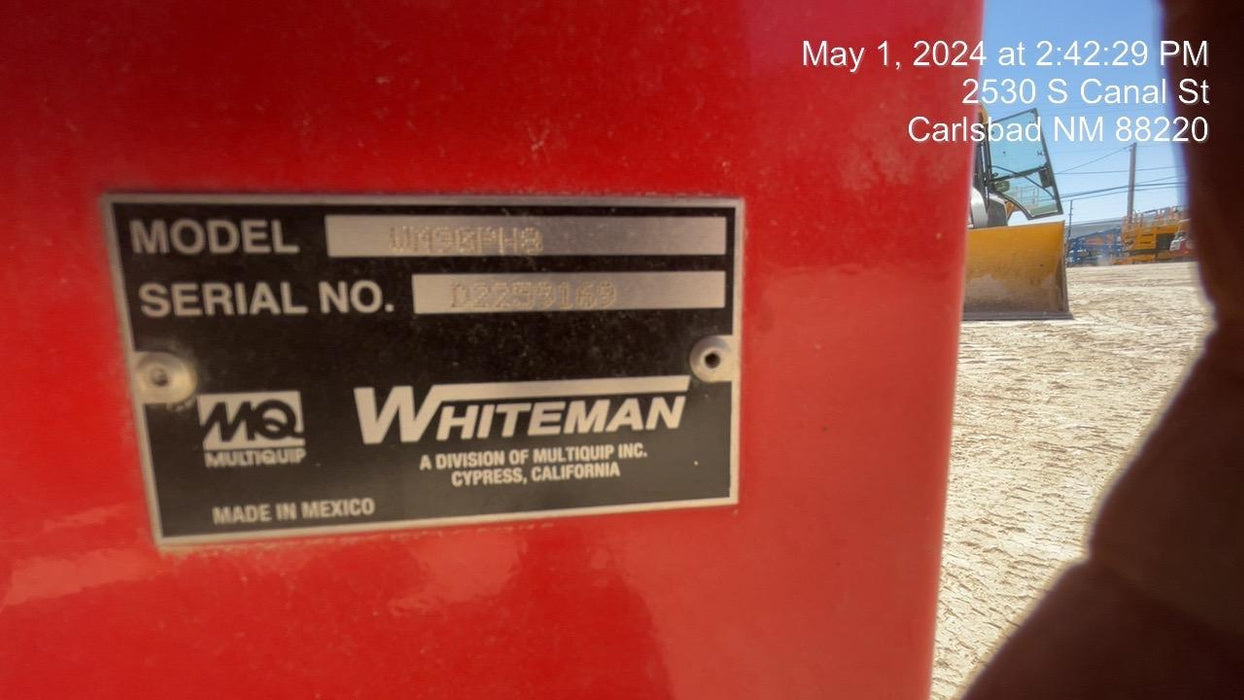 May 1, 2024 at 2:42:29 PM
2530 S Canal St
Carlsbad NM 88220
MODEL WM90PH8
SERIAL NO.
MQ
MULTIQUIP
WHITEMAN
A DIVISION OF MULTIQUIP INC.
CYPRESS, CALIFORNIA
MADE IN MEXICO